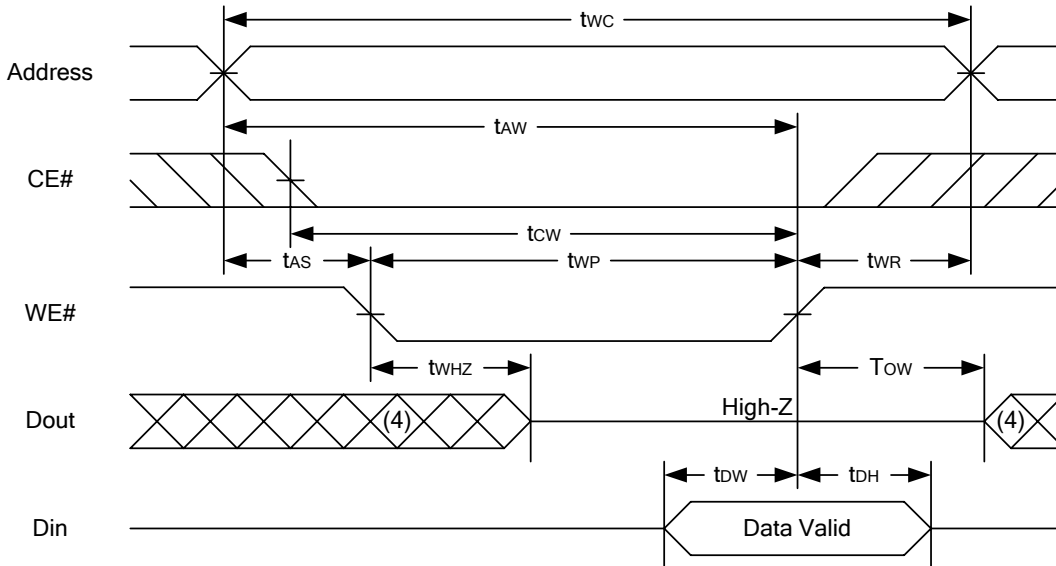 tWC
Address
tAW
CE#
tCW
tAS tWP tWR
WE#
tWHZ TOW
Dout (4) High-Z (4)
tDW tDH
Din Data Valid